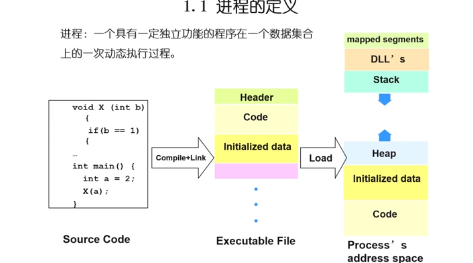 1.1 进程的定义
进程：一个具有一定独立功能的程序在一个数据集合
上的一次动态执行过程。
void X (int b)
{
if(b == 1)
{
…
int main() {
int a = 2;
X(a);
}
Source Code
Compile+Link
Header
Code
Initialized data
Executable File
Load
mapped segments
DLL's
Stack
Heap
Initialized data
Code
Process's
address space